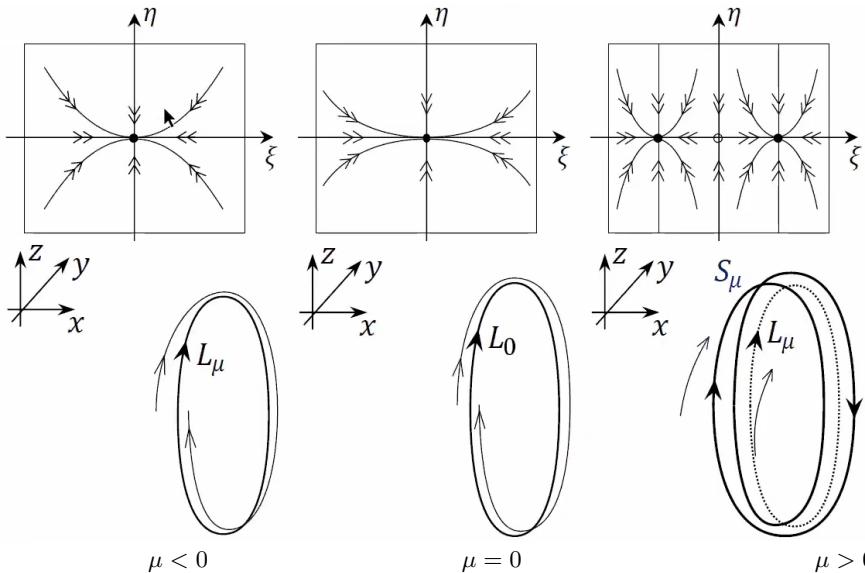 η η η
ξ ξ ξ
z y x z y x z y x
S_μ
L_μ L_0 L_μ
μ < 0 μ = 0 μ > 0